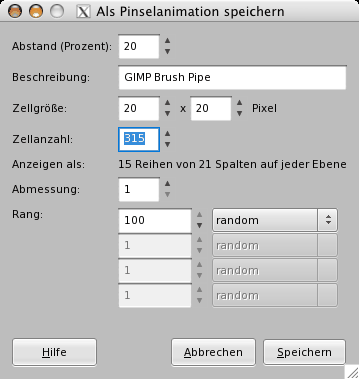 Als Pinselanimation speichern
Abstand (Prozent): 20
Beschreibung: GIMP Brush Pipe
Zellgröße: 20 x 20 Pixel
Zellanzahl: 315
Anzeigen als: 15 Reihen von 21 Spalten auf jeder Ebene
Abmessung: 1
Rang: 100 random
1 random
1 random
1 random
Hilfe Abbrechen Speichern